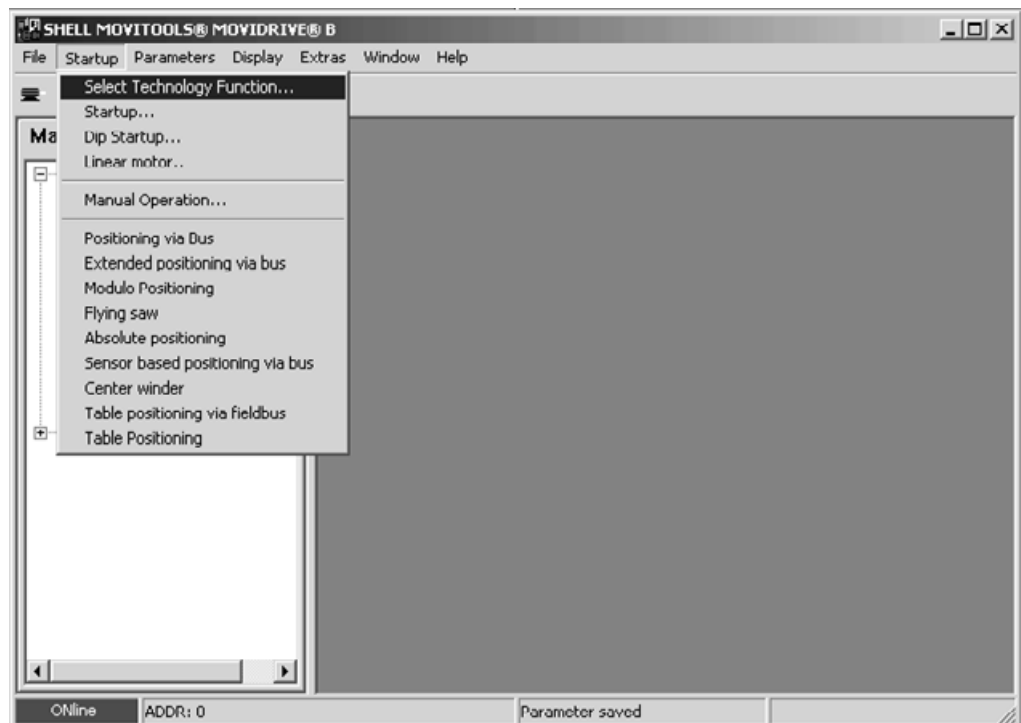 SHELL MOVITOOLS® MOVIDRIVE® B
File Startup Parameters Display Extras Window Help
Select Technology Function...
Startup...
Ma
Dip Startup...
Linear motor..
Manual Operation...
Positioning via Bus
Extended positioning via bus
Modulo Positioning
Flying saw
Absolute positioning
Sensor based positioning via bus
Center winder
Table positioning via fieldbus
Table Positioning
ONline ADDR: 0 Parameter saved